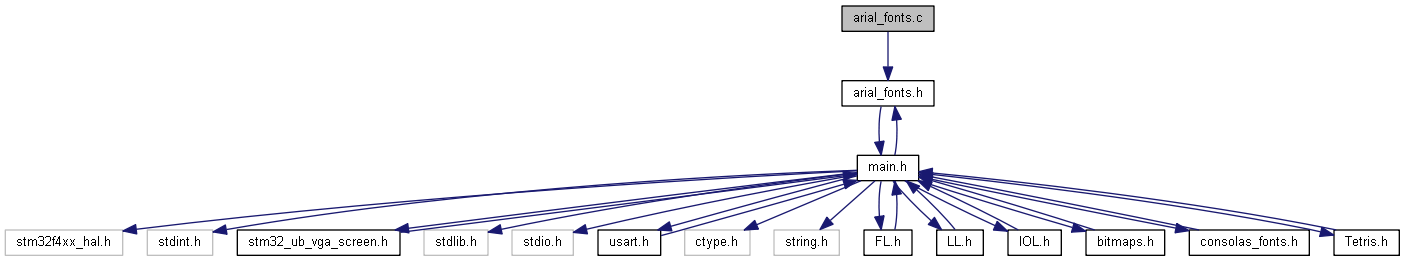 arial_fonts.c
arial_fonts.h
main.h
stm32f4xx_hal.h
stdint.h
stm32_ub_vga_screen.h
stdlib.h
stdio.h
usart.h
ctype.h
string.h
FL.h
LL.h
IOL.h
bitmaps.h
consolas_fonts.h
Tetris.h